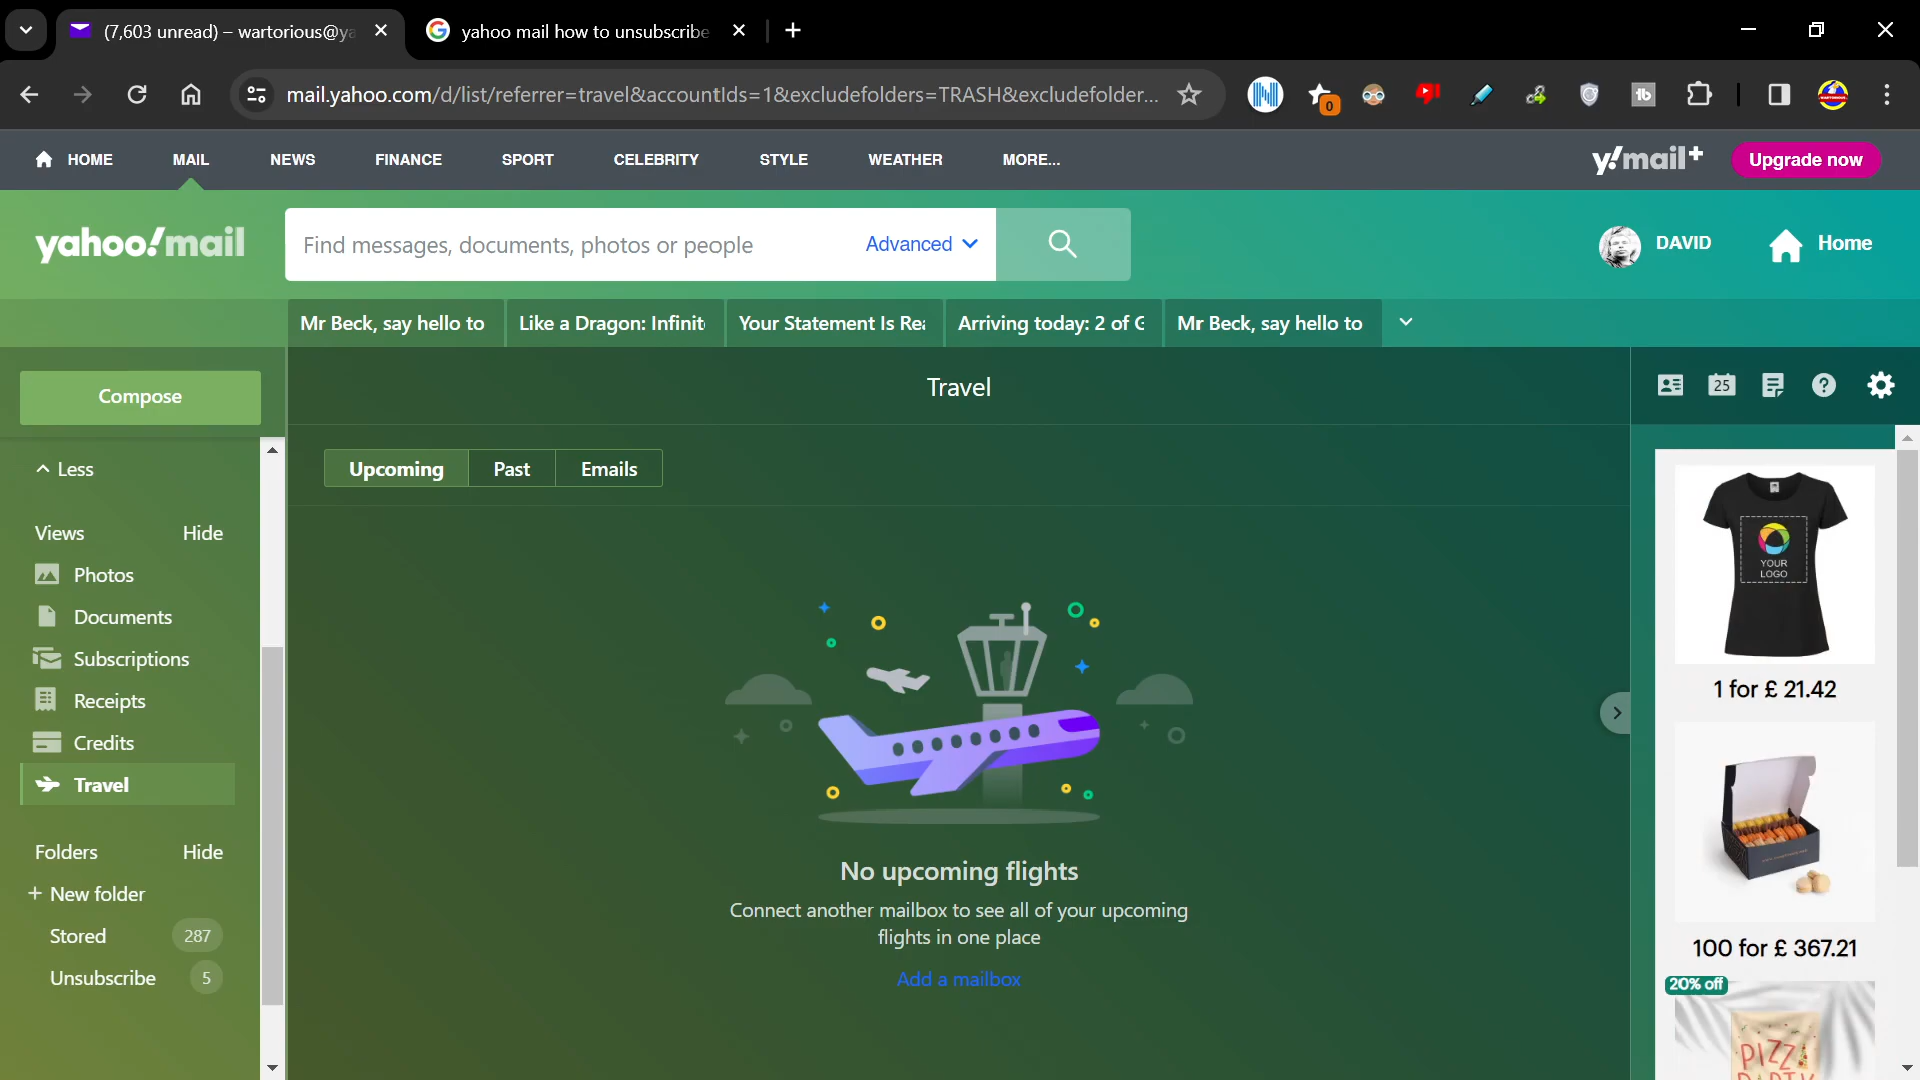 (7,603 unread) – wartorious@ya
yahoo mail how to unsubscribe
mail.yahoo.com/d/list/referrer=travel&accountIds=1&excludefolders=TRASH&excludefolder...
0
HOME
MAIL
NEWS
FINANCE
SPORT
CELEBRITY
STYLE
WEATHER
MORE...
y!mail+
Upgrade now
yahoo!mail
Find messages, documents, photos or people
Advanced
DAVID
Home
Mr Beck, say hello to
Like a Dragon: Infinit
Your Statement Is Rea
Arriving today: 2 of G
Mr Beck, say hello to
Compose
Travel
25
Less
Upcoming
Past
Emails
Views
Hide
Photos
Documents
Subscriptions
Receipts
Credits
Travel
Folders
Hide
+ New folder
Stored
287
Unsubscribe
5
No upcoming flights
Connect another mailbox to see all of your upcoming
flights in one place
Add a mailbox
YOUR
LOGO
1 for £ 21.42
100 for £ 367.21
20% off
PIZZ